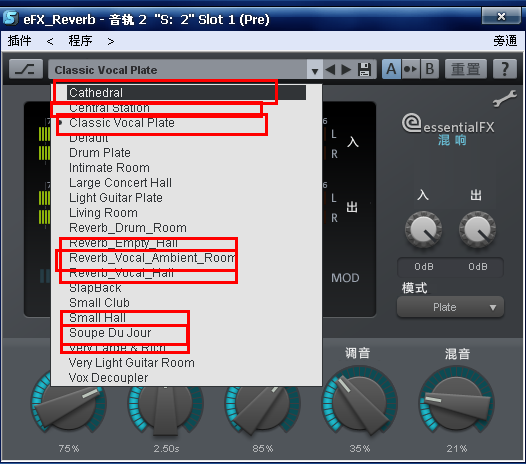 eFX_Reverb - 音轨 2 "S: 2" Slot 1 (Pre)
插件 < 程序 > 旁通
Classic Vocal Plate A B 重置 ?
Cathedral
Central Station
Classic Vocal Plate
Default
Drum Plate
Intimate Room
Large Concert Hall
Light Guitar Plate
Living Room
Reverb_Drum_Room
Reverb_Empty_Hall
Reverb_Vocal_Ambient_Room
Reverb_Vocal_Hall
SlapBack
Small Club
Small Hall
Soupe Du Jour
Very Large & Rich
Very Light Guitar Room
Vox Decoupler
L
R
入
L
R
出
MOD
essentialFX
混响
入 出
0dB 0dB
模式
Plate
调音 混音
75% 2.50s 85% 35% 21%